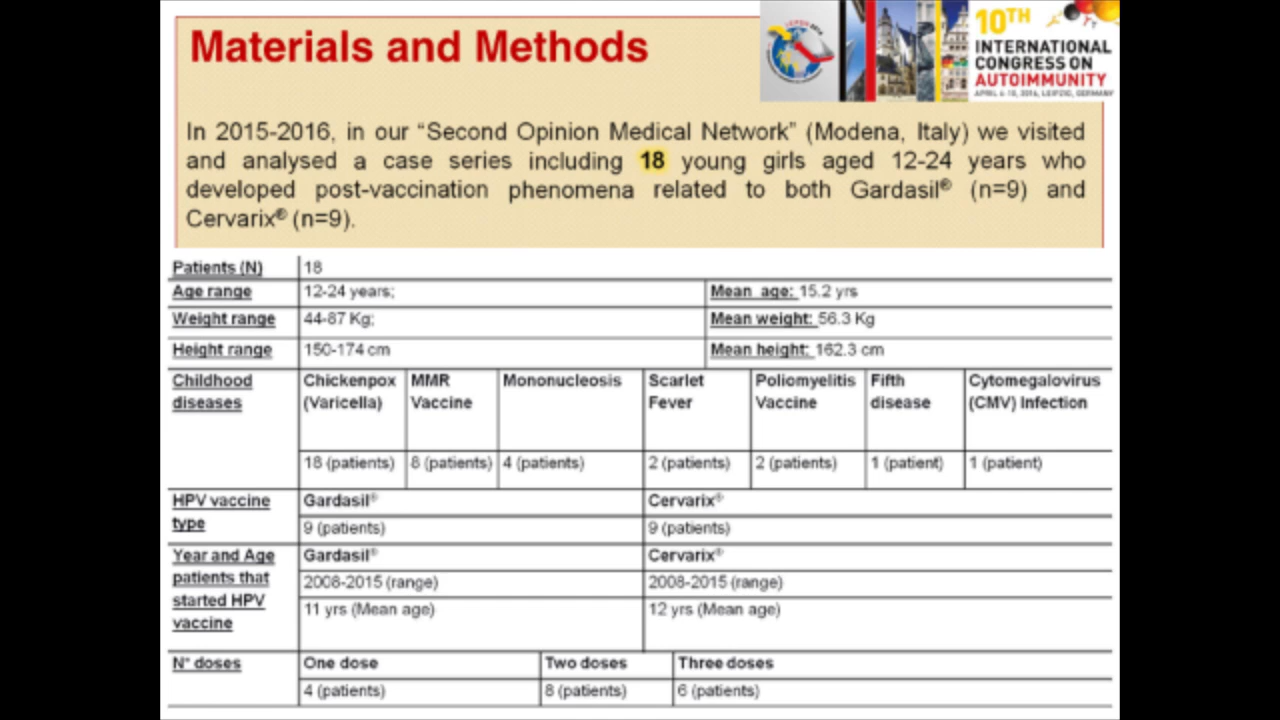 Materials and Methods
10TH
INTERNATIONAL
CONGRESS ON
AUTOIMMUNITY
APRIL 6-10, 2016, LEIPZIG, GERMANY
In 2015-2016, in our “Second Opinion Medical Network” (Modena, Italy) we visited
and analysed a case series including 18 young girls aged 12-24 years who
developed post-vaccination phenomena related to both Gardasil® (n=9) and
Cervarix® (n=9).
Patients (N) 18
Age range 12-24 years; Mean age: 15.2 yrs
Weight range 44-87 Kg; Mean weight: 56.3 Kg
Height range 150-174 cm Mean height: 162.3 cm
Childhood Chickenpox MMR Mononucleosis Scarlet Poliomyelitis Fifth Cytomegalovirus
diseases (Varicella) Vaccine Fever Vaccine disease (CMV) Infection
18 (patients) 8 (patients) 4 (patients) 2 (patients) 2 (patients) 1 (patient) 1 (patient)
HPV vaccine Gardasil® Cervarix®
type 9 (patients) 9 (patients)
Year and Age Gardasil® Cervarix®
patients that 2008-2015 (range) 2008-2015 (range)
started HPV 11 yrs (Mean age) 12 yrs (Mean age)
vaccine
N° doses One dose Two doses Three doses
4 (patients) 8 (patients) 6 (patients)